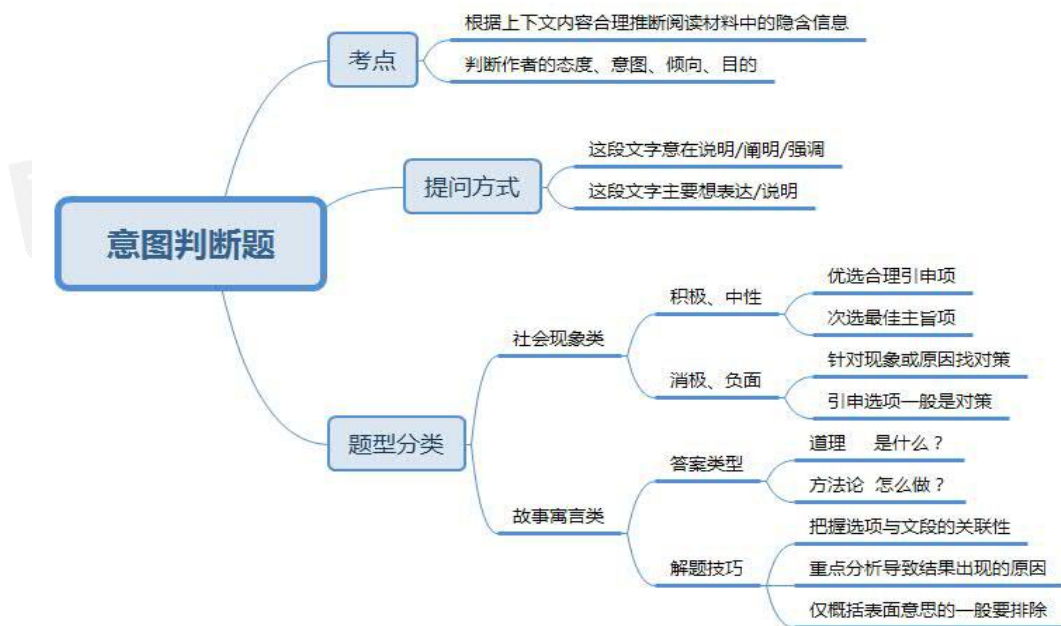 意图判断题
考点
根据上下文内容合理推断阅读材料中的隐含信息
判断作者的态度、意图、倾向、目的
提问方式
这段文字意在说明/阐明/强调
这段文字主要想表达/说明
题型分类
社会现象类
积极、中性
优选合理引申项
次选最佳主旨项
消极、负面
针对现象或原因找对策
引申选项一般是对策
故事寓言类
答案类型
道理 是什么？
方法论 怎么做？
解题技巧
把握选项与文段的关联性
重点分析导致结果出现的原因
仅概括表面意思的一般要排除